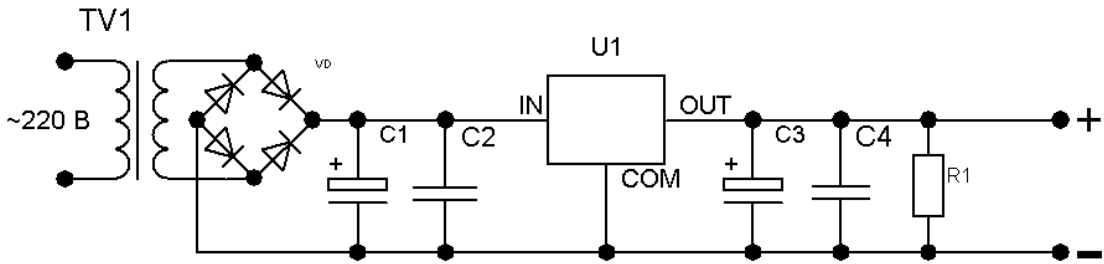 TV1
U1
VD
~220 В
IN
OUT
+
C1
C2
C3
C4
+
+
COM
R1
-